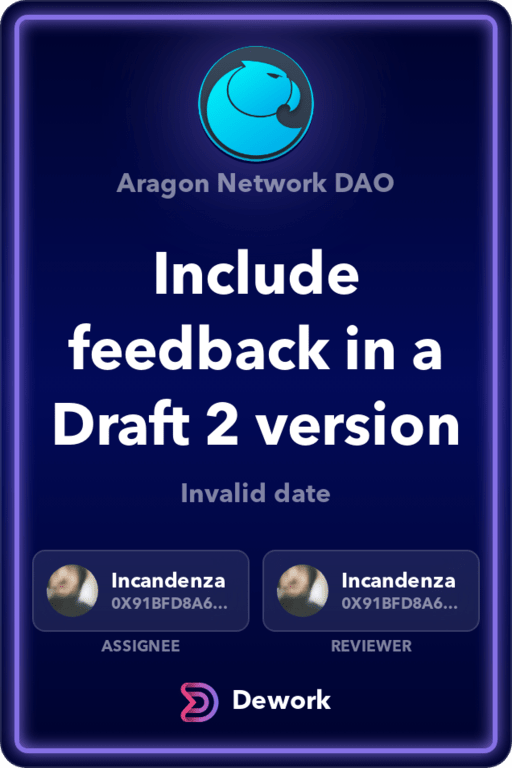 Aragon Network DAO
Include
feedback in a
Draft 2 version
Invalid date
Incandenza
0X91BFD8A6...
Incandenza
0X91BFD8A6...
ASSIGNEE
REVIEWER
Dework